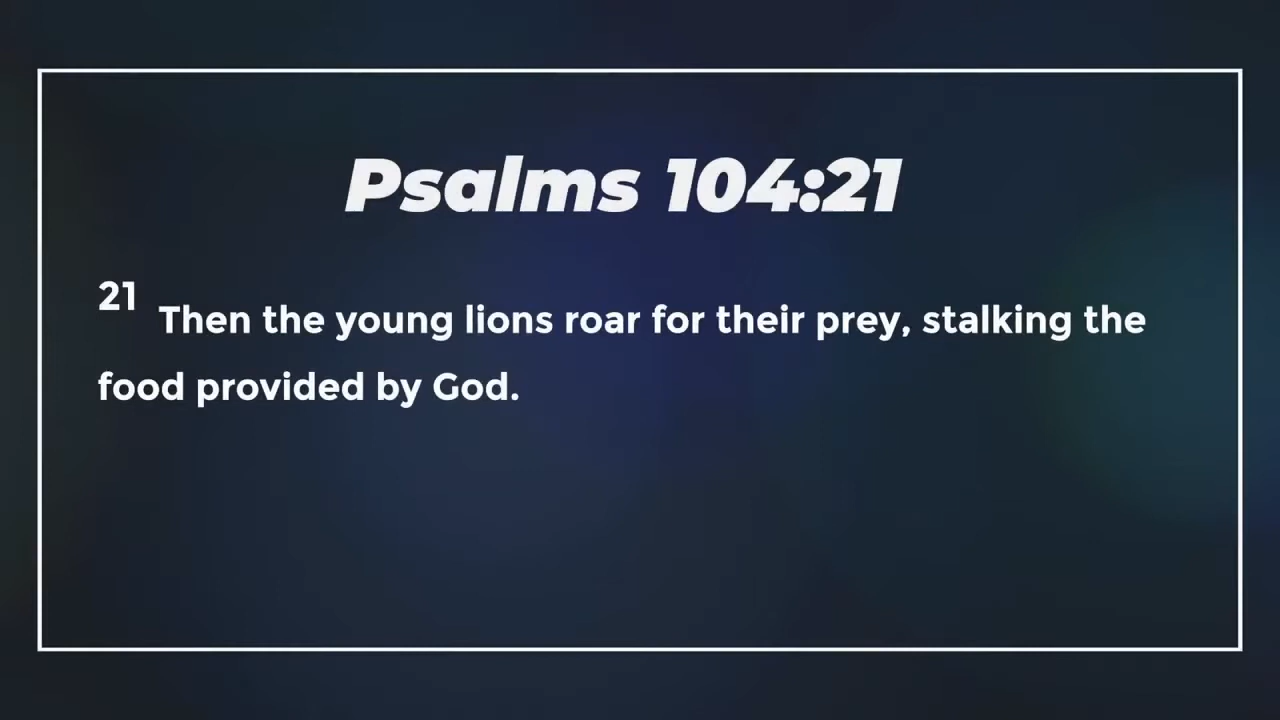 Psalms 104:21
21 Then the young lions roar for their prey, stalking the
food provided by God.